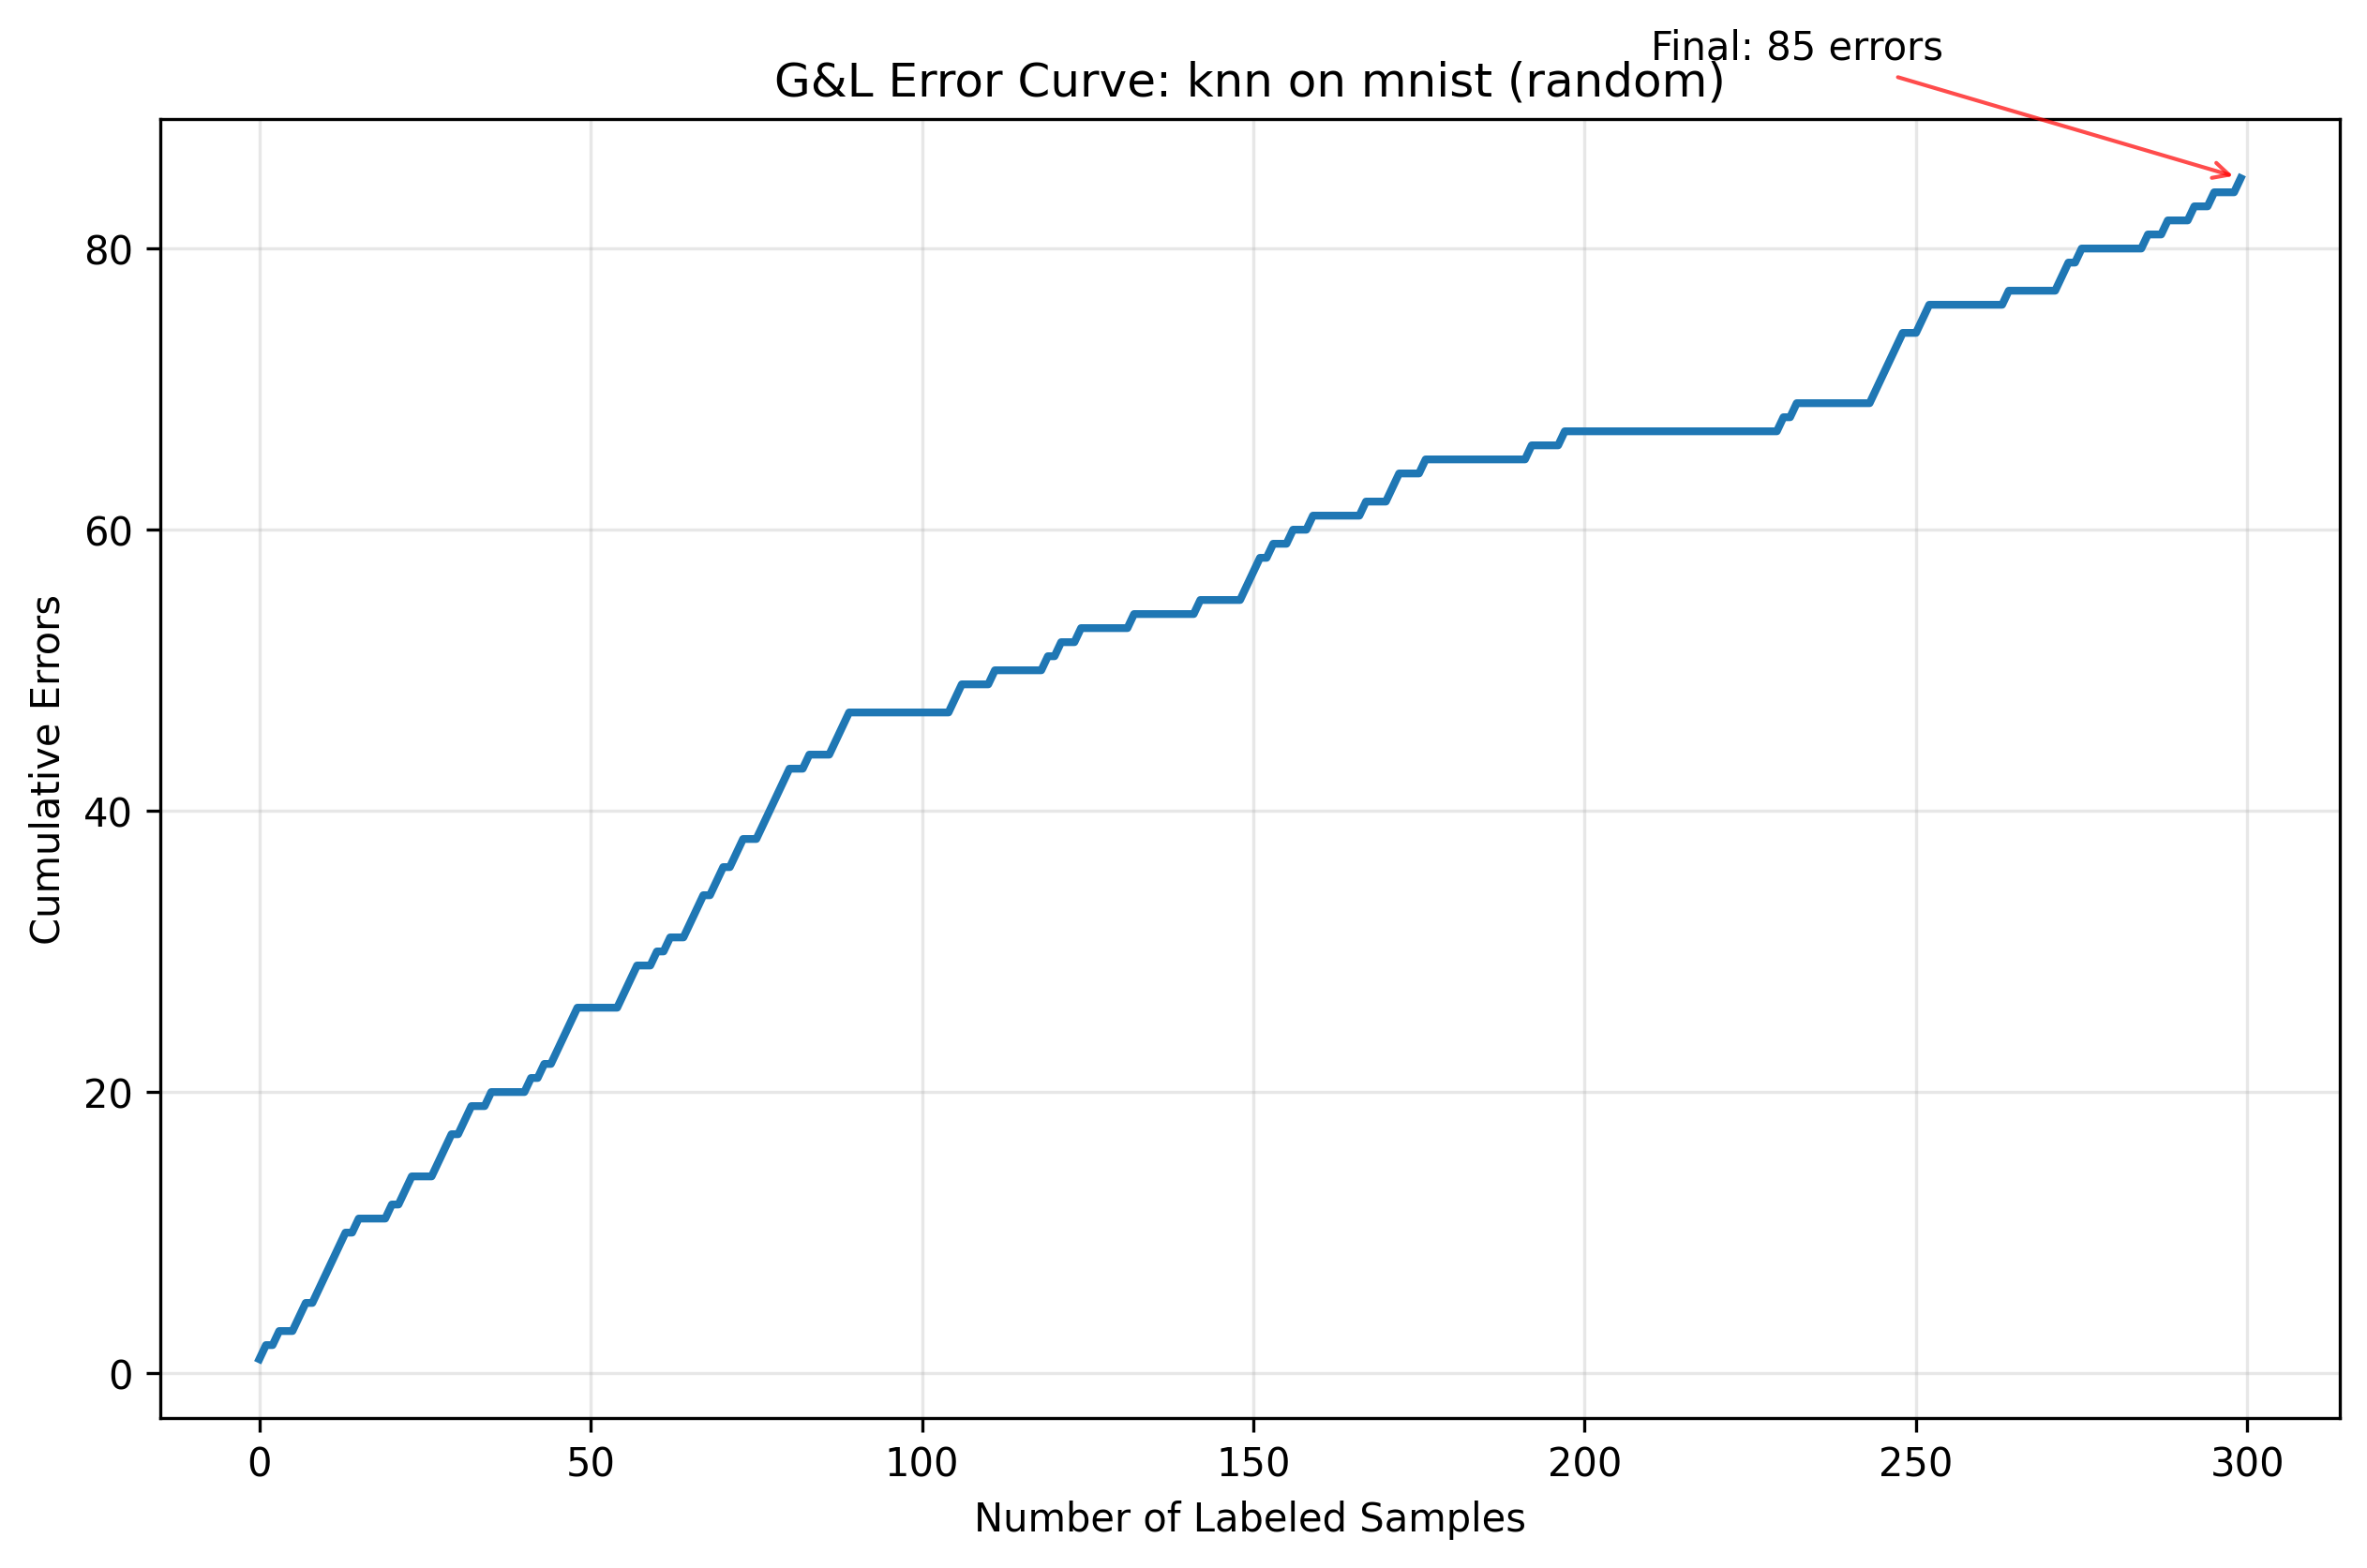 Final: 85 errors
G&L Error Curve: knn on mnist (random)
Cumulative Errors
80
60
40
20
0
0 50 100 150 200 250 300
Number of Labeled Samples